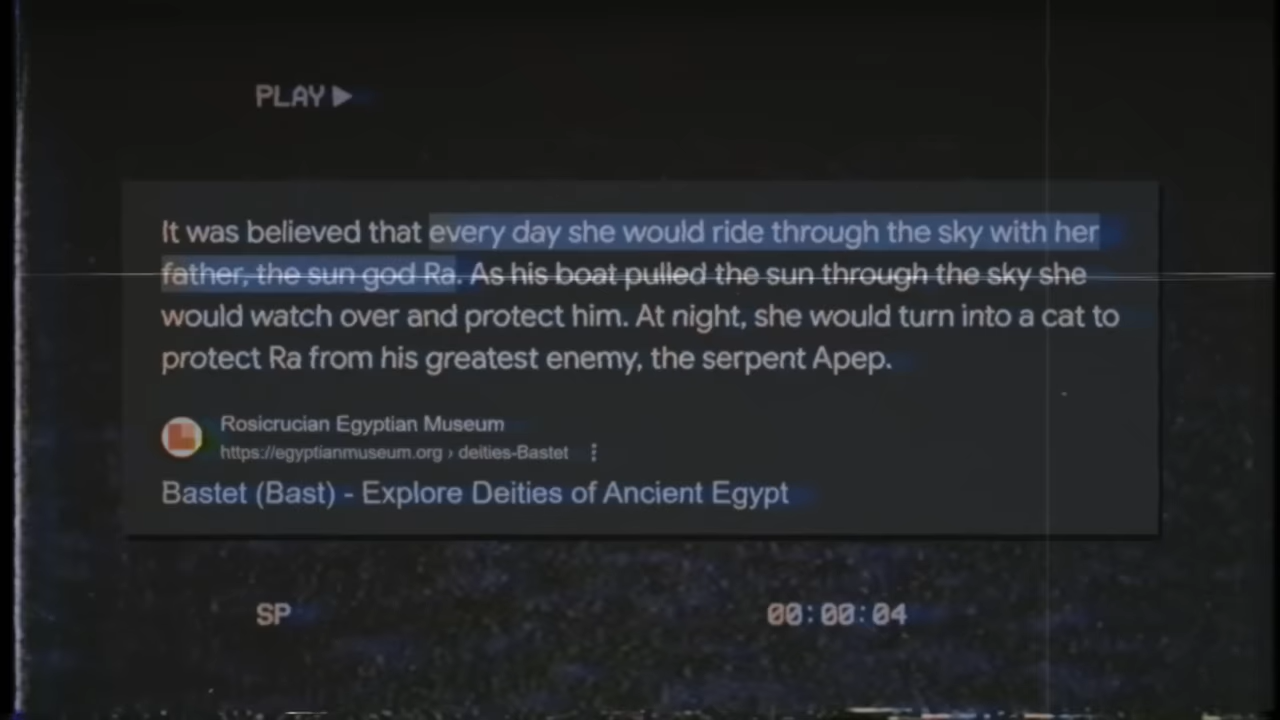 PLAY ▶
It was believed that every day she would ride through the sky with her
father, the sun god Ra. As his boat pulled the sun through the sky she
would watch over and protect him. At night, she would turn into a cat to
protect Ra from his greatest enemy, the serpent Apep.
Rosicrucian Egyptian Museum
https://egyptianmuseum.org › deities-Bastet
Bastet (Bast) - Explore Deities of Ancient Egypt
SP
00:00:04